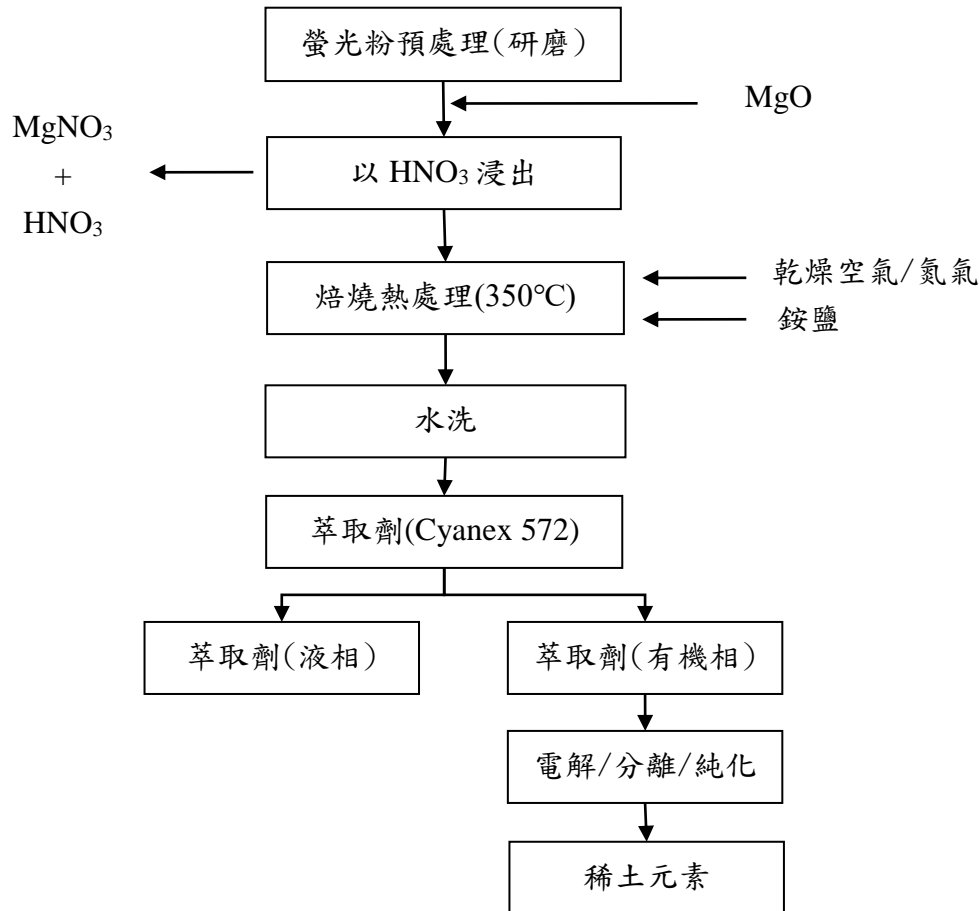 螢光粉預處理(研磨)
MgO
MgNO₃
+
HNO₃
以 HNO₃ 浸出
焙燒熱處理(350°C)
乾燥空氣/氮氣
銨鹽
水洗
萃取劑(Cyanex 572)
萃取劑(液相)
萃取劑(有機相)
電解/分離/純化
稀土元素